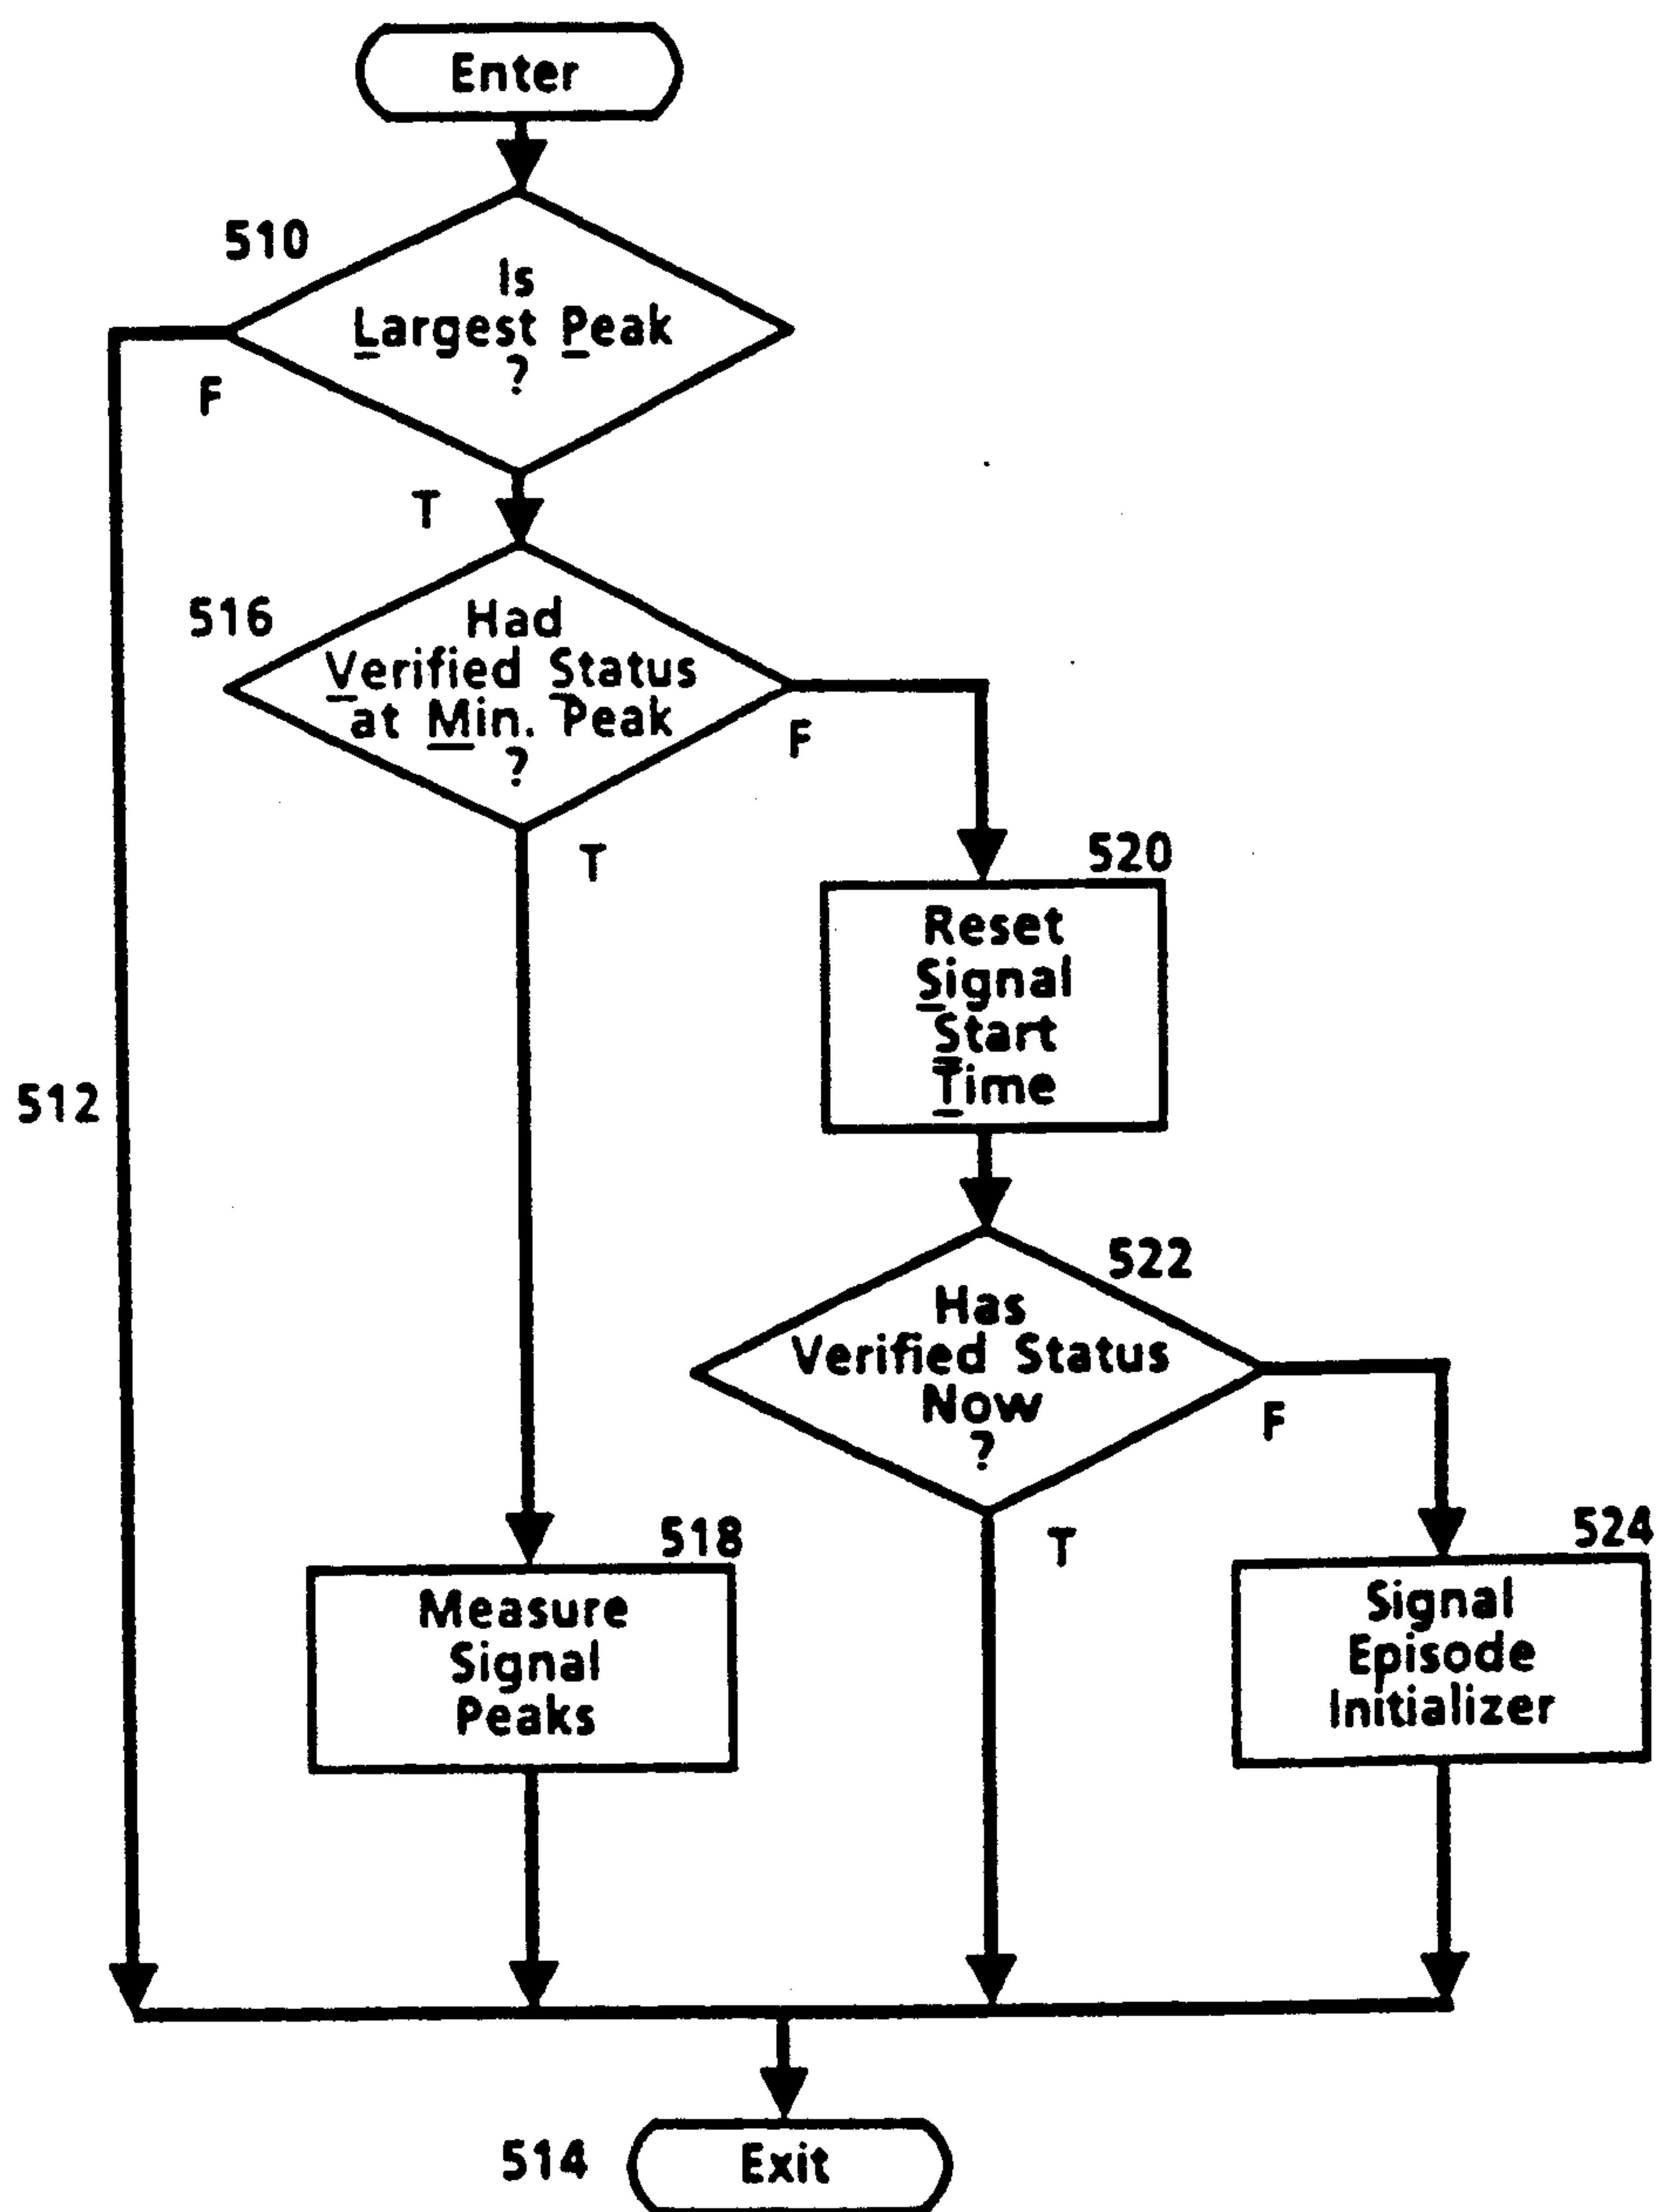 Enter
510
Is
Largest Peak
?
F
T
516
Had
Verified Status
at Min. Peak
?
F
T
520
Reset
Signal
Start
Time
512
522
Has
Verified Status
Now
?
F
T
518
Measure
Signal
Peaks
524
Signal
Episode
Initializer
514
Exit